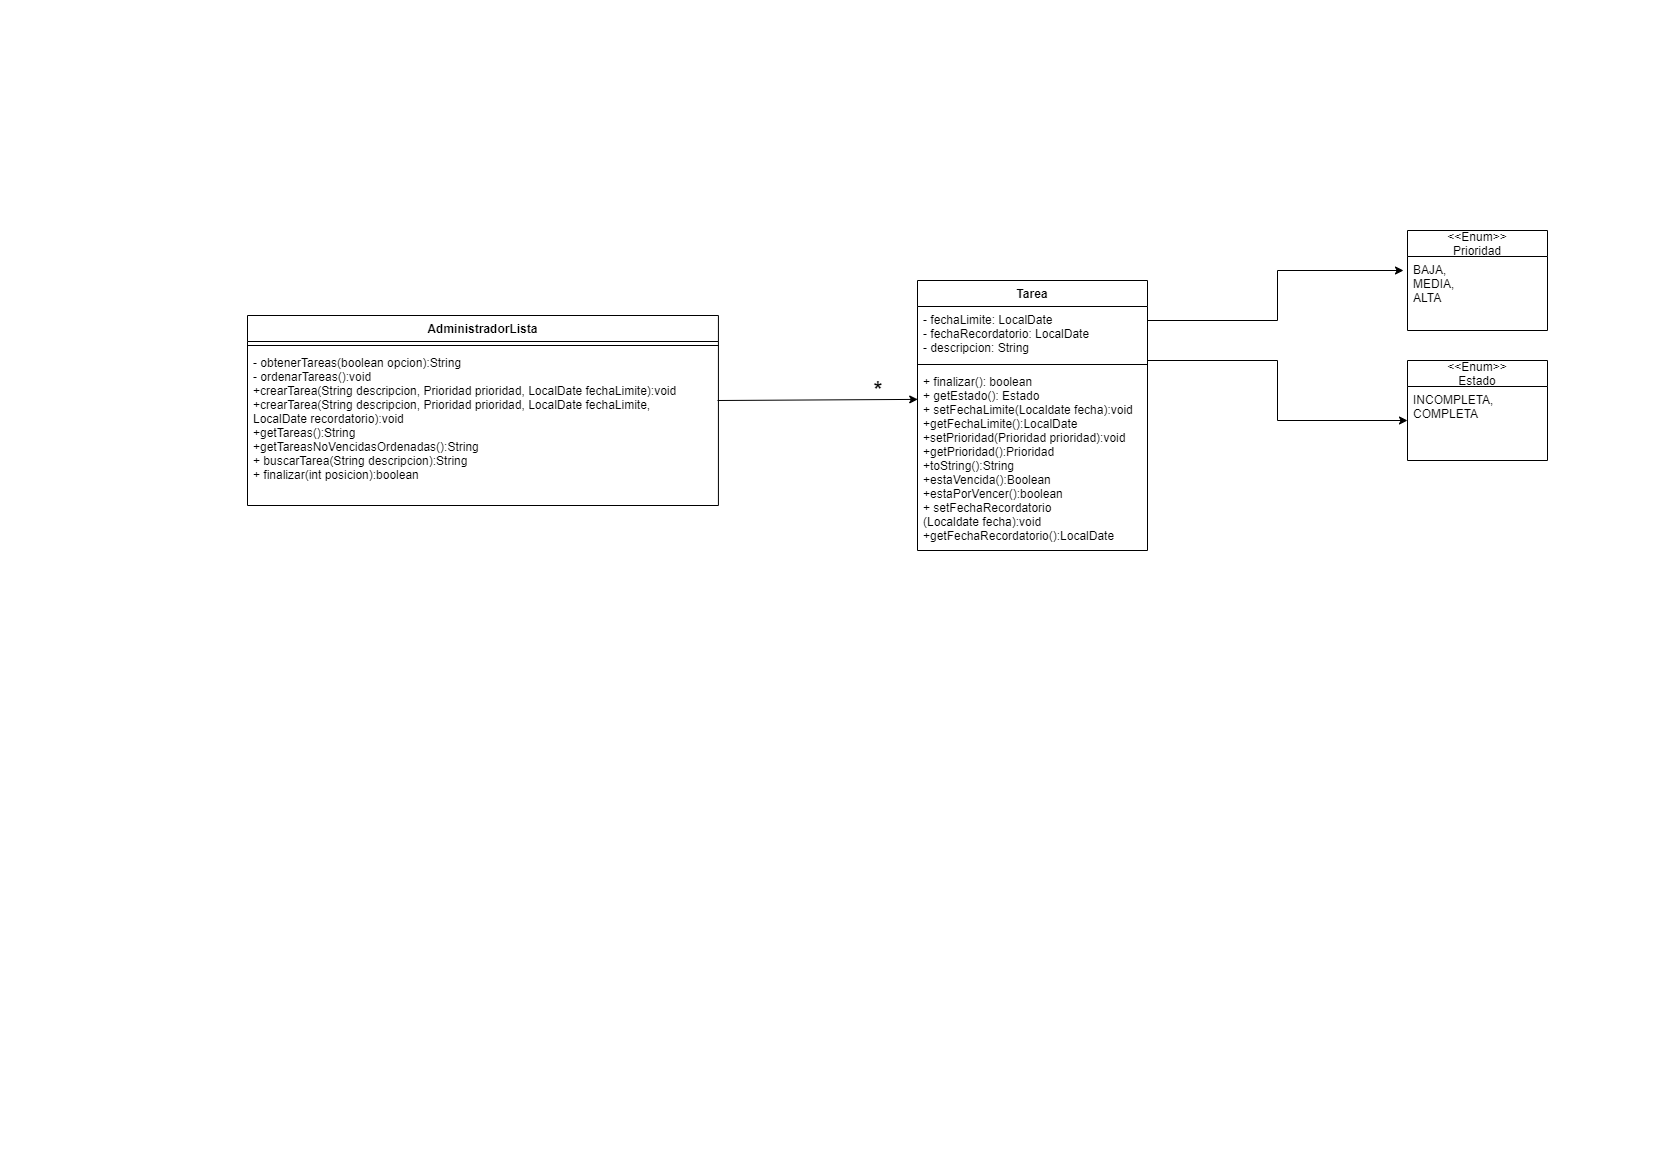 AdministradorLista
- obtenerTareas(boolean opcion):String
- ordenarTareas():void
+crearTarea(String descripcion, Prioridad prioridad, LocalDate fechaLimite):void
+crearTarea(String descripcion, Prioridad prioridad, LocalDate fechaLimite,
LocalDate recordatorio):void
+getTareas():String
+getTareasNoVencidasOrdenadas():String
+ buscarTarea(String descripcion):String
+ finalizar(int posicion):boolean
*
Tarea
- fechaLimite: LocalDate
- fechaRecordatorio: LocalDate
- descripcion: String
+ finalizar(): boolean
+ getEstado(): Estado
+ setFechaLimite(Localdate fecha):void
+getFechaLimite():LocalDate
+setPrioridad(Prioridad prioridad):void
+getPrioridad():Prioridad
+toString():String
+estaVencida():Boolean
+estaPorVencer():boolean
+ setFechaRecordatorio
(Localdate fecha):void
+getFechaRecordatorio():LocalDate
<<Enum>>
Prioridad
BAJA,
MEDIA,
ALTA
<<Enum>>
Estado
INCOMPLETA,
COMPLETA